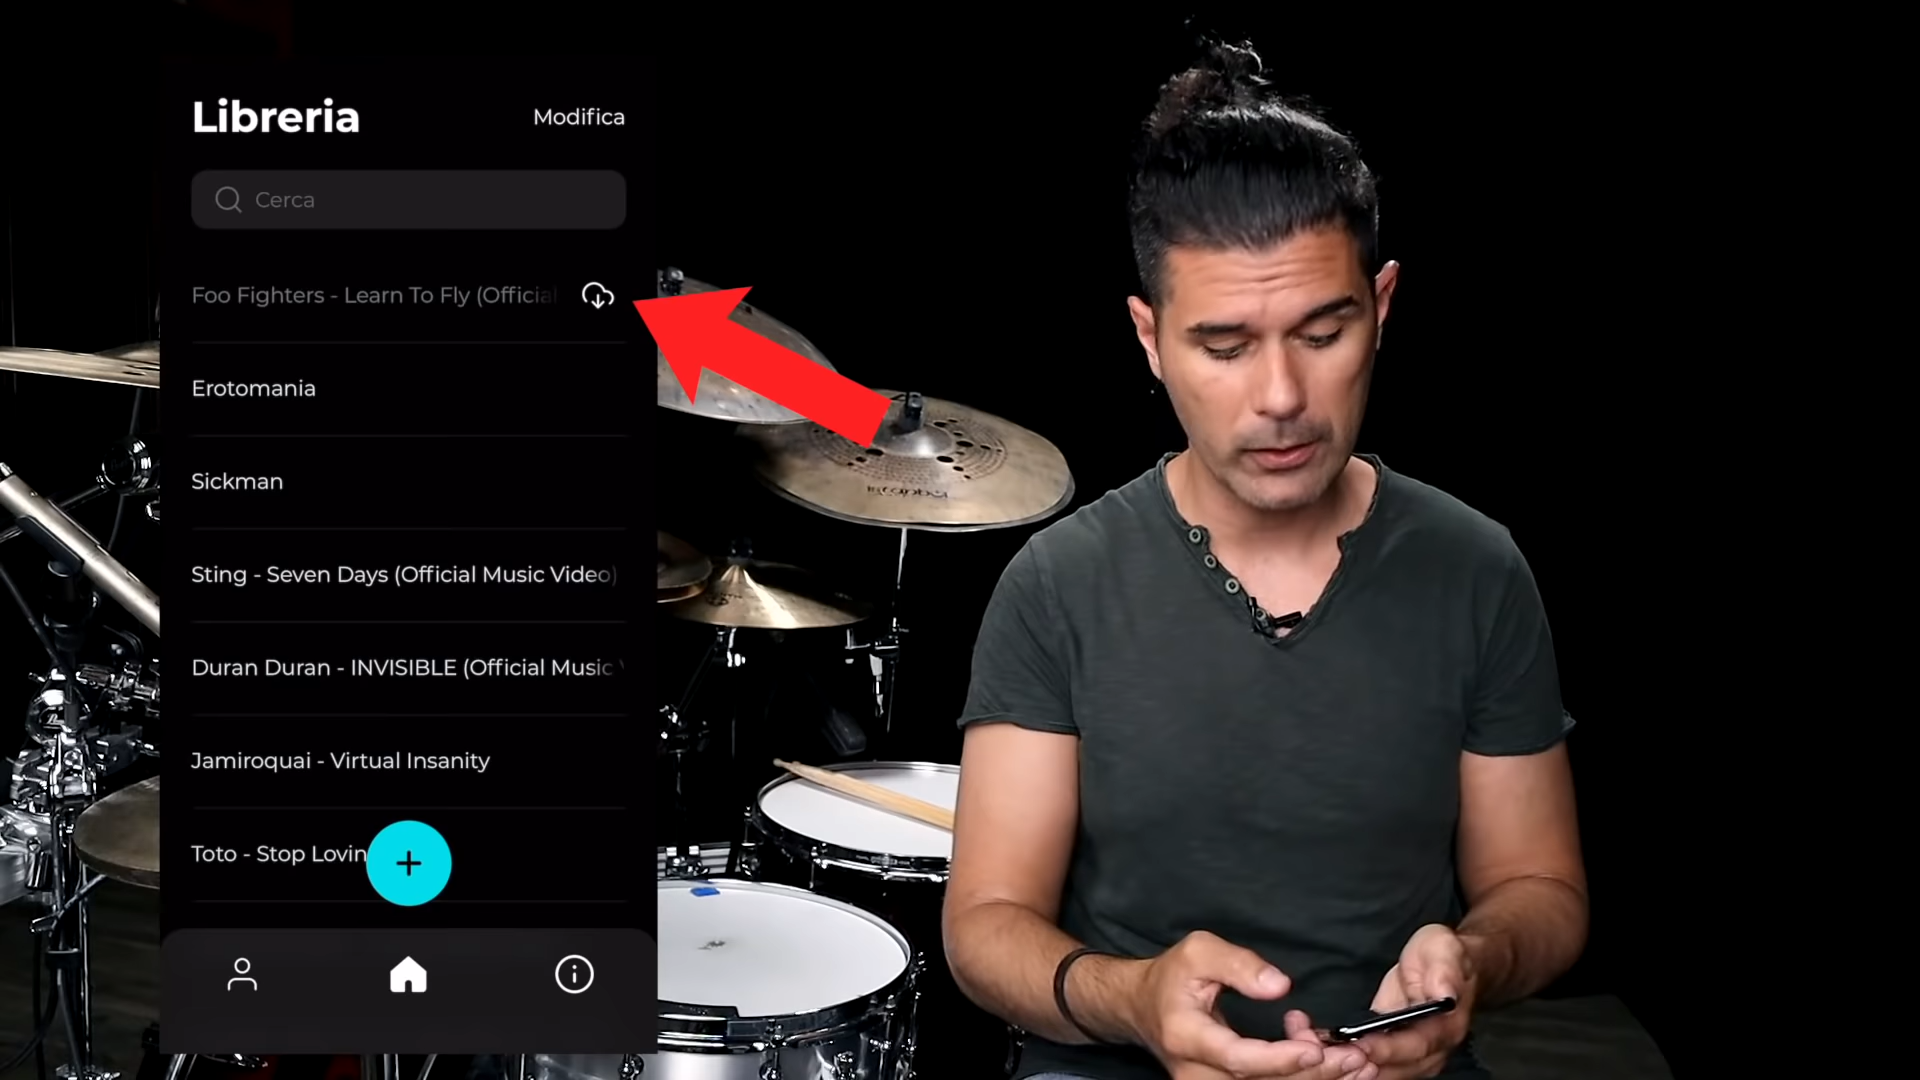 Libreria
Modifica
Cerca
Foo Fighters - Learn To Fly (Official
Erotomania
Sickman
Sting - Seven Days (Official Music Video)
Duran Duran - INVISIBLE (Official Music
Jamiroquai - Virtual Insanity
Toto - Stop Lovin